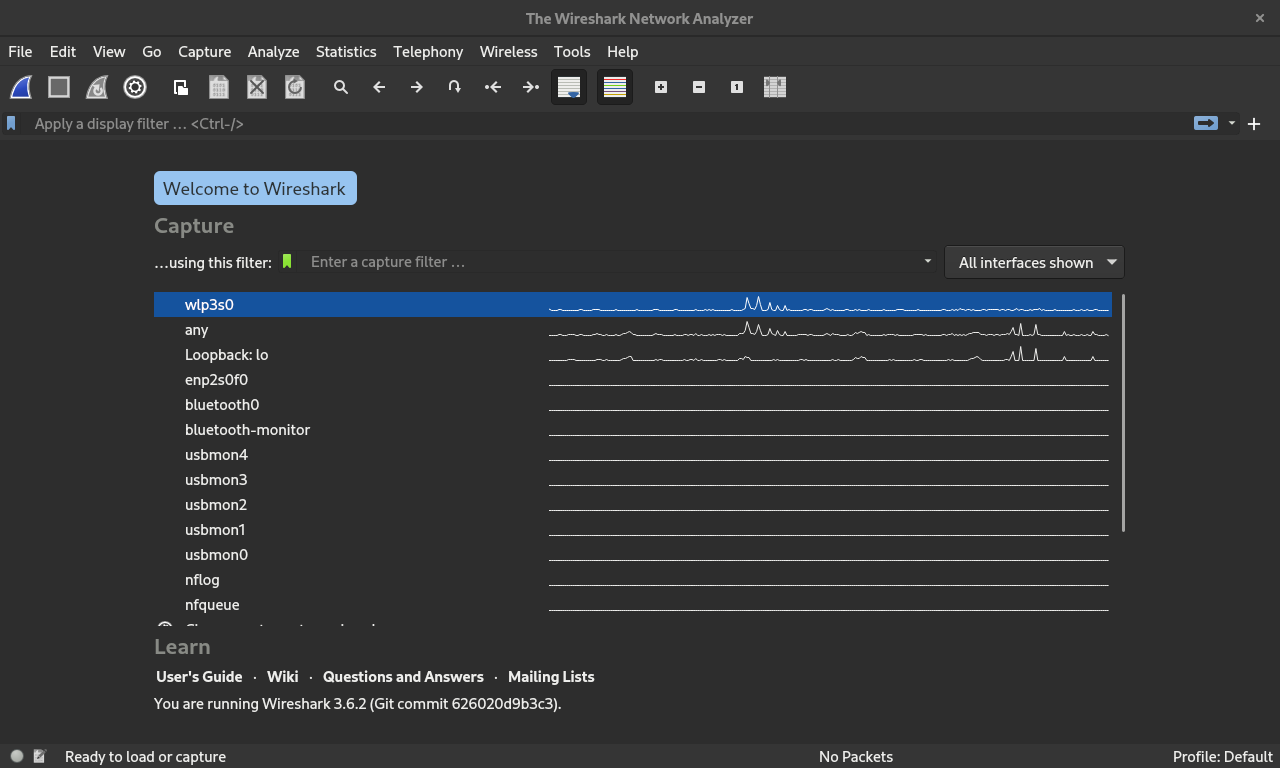 The Wireshark Network Analyzer
File Edit View Go Capture Analyze Statistics Telephony Wireless Tools Help
Apply a display filter … <Ctrl-/>
Welcome to Wireshark
Capture
…using this filter: Enter a capture filter … All interfaces shown
wlp3s0
any
Loopback: lo
enp2s0f0
bluetooth0
bluetooth-monitor
usbmon4
usbmon3
usbmon2
usbmon1
usbmon0
nflog
nfqueue
Learn
User's Guide · Wiki · Questions and Answers · Mailing Lists
You are running Wireshark 3.6.2 (Git commit 626020d9b3c3).
Ready to load or capture No Packets Profile: Default